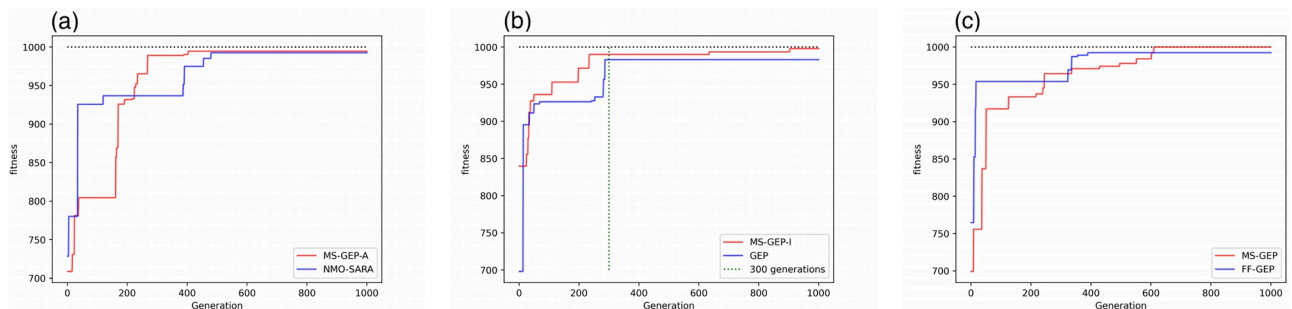 (a)
fitness
1000
950
900
850
800
750
700
0 200 400 600 800 1000
Generation
MS-GEP-A
NMO-SARA
(b)
fitness
1000
950
900
850
800
750
700
0 200 400 600 800 1000
Generation
MS-GEP-I
GEP
300 generations
(c)
fitness
1000
950
900
850
800
750
700
0 200 400 600 800 1000
Generation
MS-GEP
FF-GEP